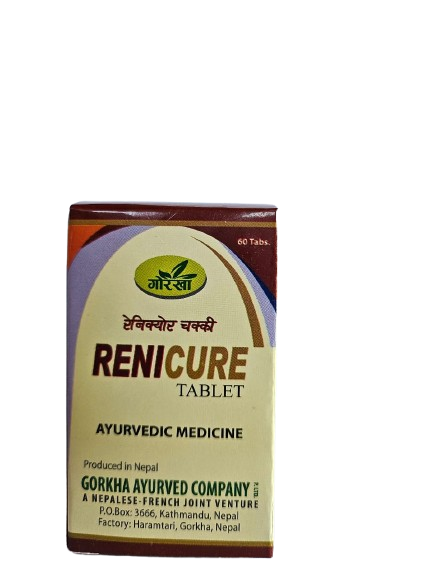 60 Tabs.
गोरखा
रेनिक्योर चक्की
RENICURE
TABLET
AYURVEDIC MEDICINE
Produced in Nepal
GORKHA AYURVED COMPANY P. LTD.
A NEPALESE-FRENCH JOINT VENTURE
P.O.Box: 3666, Kathmandu, Nepal
Factory: Haramtari, Gorkha, Nepal